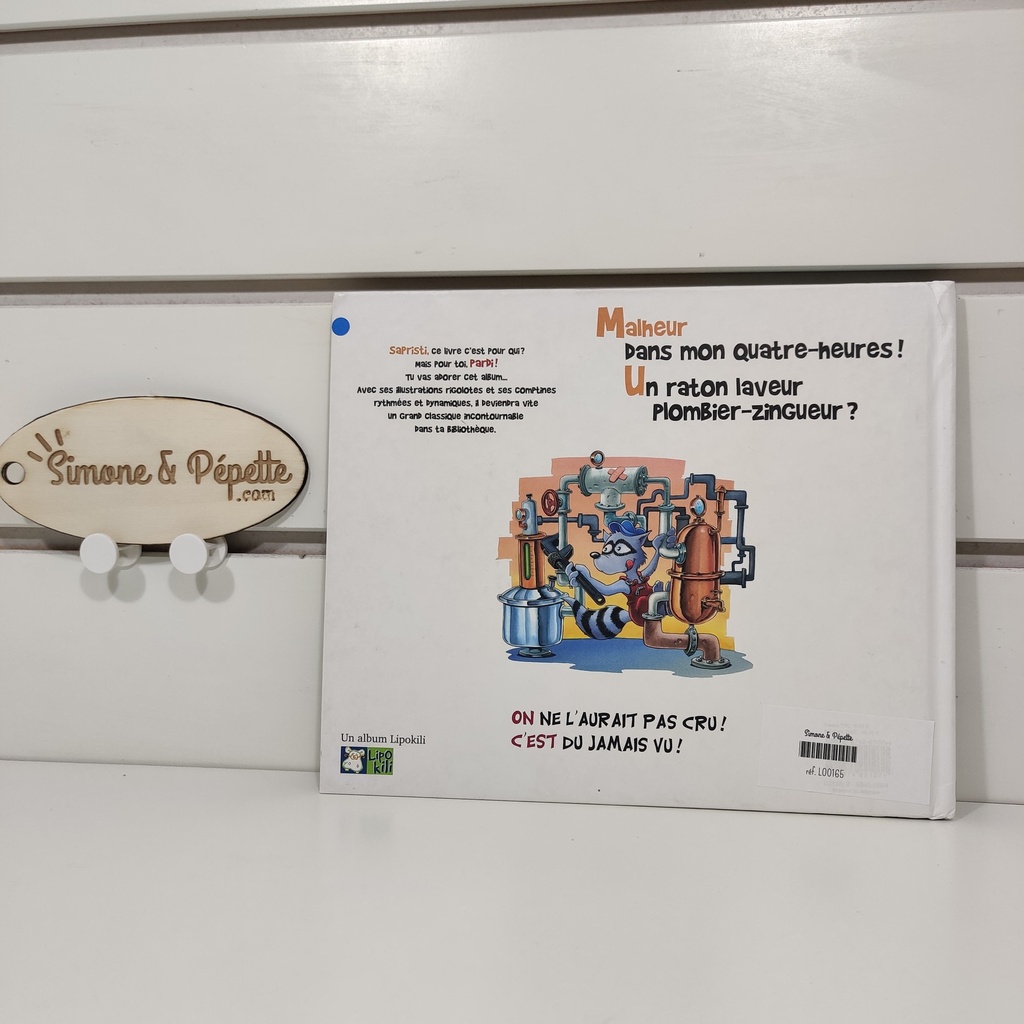 Simone & Pépette
.com
Sapristi, ce livre c'est pour qui?
Mais pour toi, Pardi!
Tu vas adorer cet album...
Avec ses illustrations rigolotes et ses comptines
rythmées et dynamiques, il deviendra vite
un grand classique incontournable
dans ta bibliothèque.
Malheur
Dans mon quatre-heures!
Un raton laveur
Plombier-zingueur?
ON NE L'AURAIT PAS CRU!
C'EST DU JAMAIS VU!
Un album Lipokili
Lipo
kili
Simone & Pépette
réf. L00165